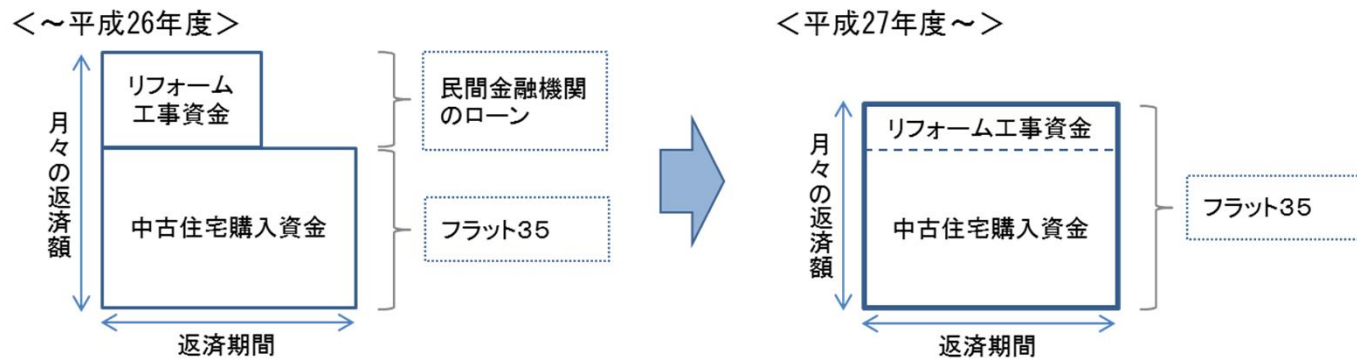 <～平成26年度>
リフォーム
工事資金
民間金融機関
のローン
月々の返済額
中古住宅購入資金
フラット35
返済期間
<平成27年度～>
リフォーム工事資金
月々の返済額
中古住宅購入資金
フラット35
返済期間